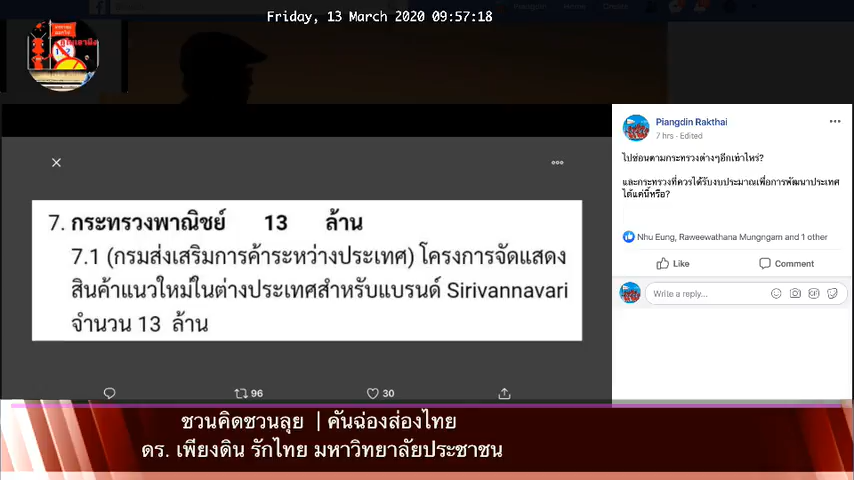 Friday, 13 March 2020 09:57:18
Piangdin Rakthai
7 hrs · Edited
ไปซ่อนตามกระทรวงต่างๆอีกเท่าไหร่?
และกระทรวงที่ควรได้รับงบประมาณเพื่อการพัฒนาประเทศ
ได้แค่นี้หรือ?
Nhu Eung, Raweewathana Mungngam and 1 other
Like Comment
Write a reply...
7. กระทรวงพาณิชย์ 13 ล้าน
7.1 (กรมส่งเสริมการค้าระหว่างประเทศ) โครงการจัดแสดง
สินค้าแนวใหม่ในต่างประเทศสำหรับแบรนด์ Sirivannavari
จำนวน 13 ล้าน
96 30
ชวนคิดชวนลุย | คันฉ่องส่องไทย
ดร. เพียงดิน รักไทย มหาวิทยาลัยประชาชน